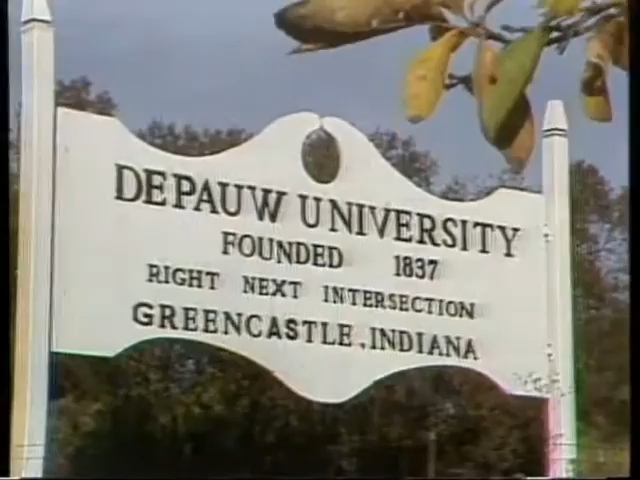 DEPAUW UNIVERSITY
FOUNDED 1837
RIGHT NEXT INTERSECTION
GREENCASTLE, INDIANA